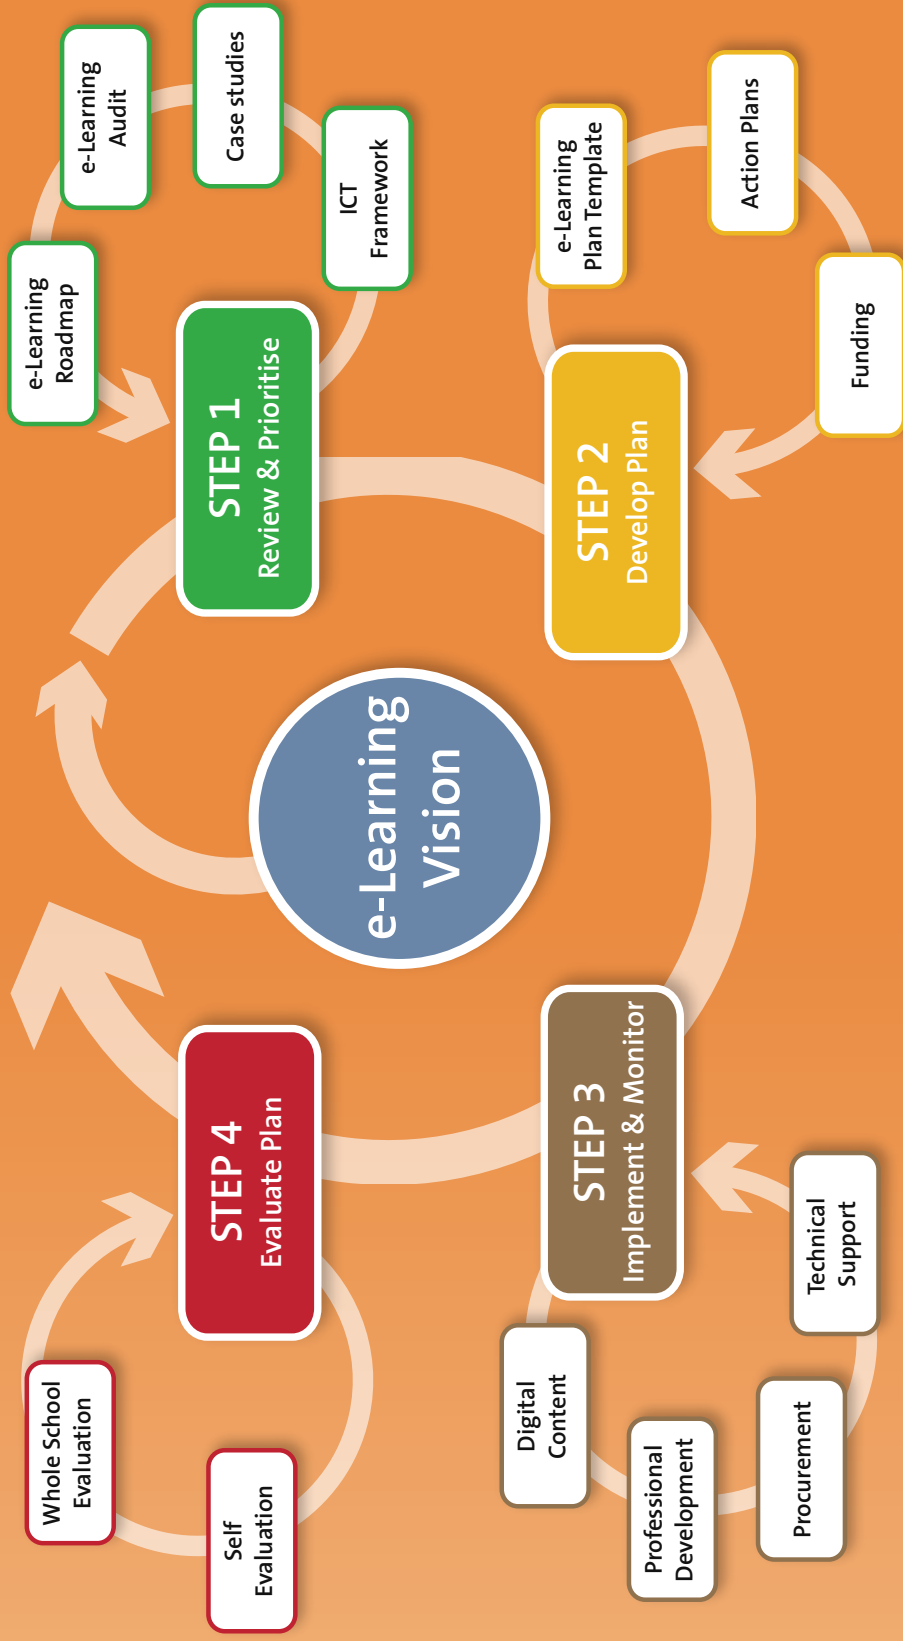 e-Learning
Vision
STEP 1
Review & Prioritise
e-Learning
Roadmap
e-Learning
Audit
Case studies
ICT
Framework
STEP 2
Develop Plan
e-Learning
Plan Template
Action Plans
Funding
STEP 3
Implement & Monitor
Digital
Content
Professional
Development
Procurement
Technical
Support
STEP 4
Evaluate Plan
Self
Evaluation
Whole School
Evaluation